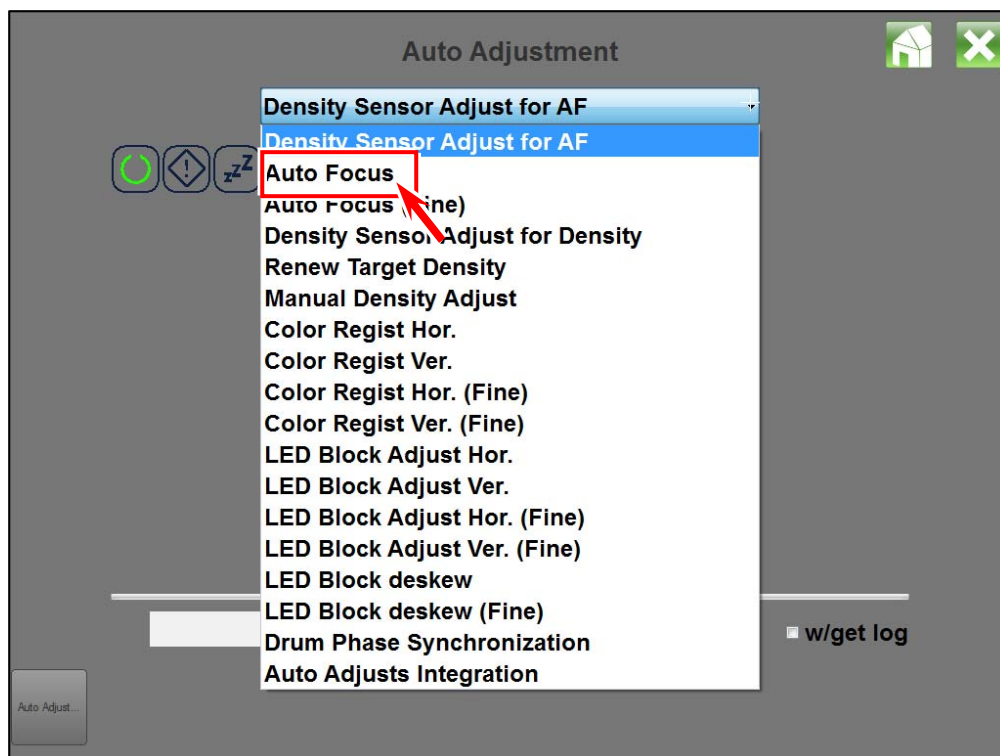 Auto Adjustment
Density Sensor Adjust for AF
Density Sensor Adjust for AF
zzZ
Auto Focus
Auto Focus (Fine)
Density Sensor Adjust for Density
Renew Target Density
Manual Density Adjust
Color Regist Hor.
Color Regist Ver.
Color Regist Hor. (Fine)
Color Regist Ver. (Fine)
LED Block Adjust Hor.
LED Block Adjust Ver.
LED Block Adjust Hor. (Fine)
LED Block Adjust Ver. (Fine)
LED Block deskew
LED Block deskew (Fine)
w/get log
Drum Phase Synchronization
Auto Adjusts Integration
Auto Adjust...